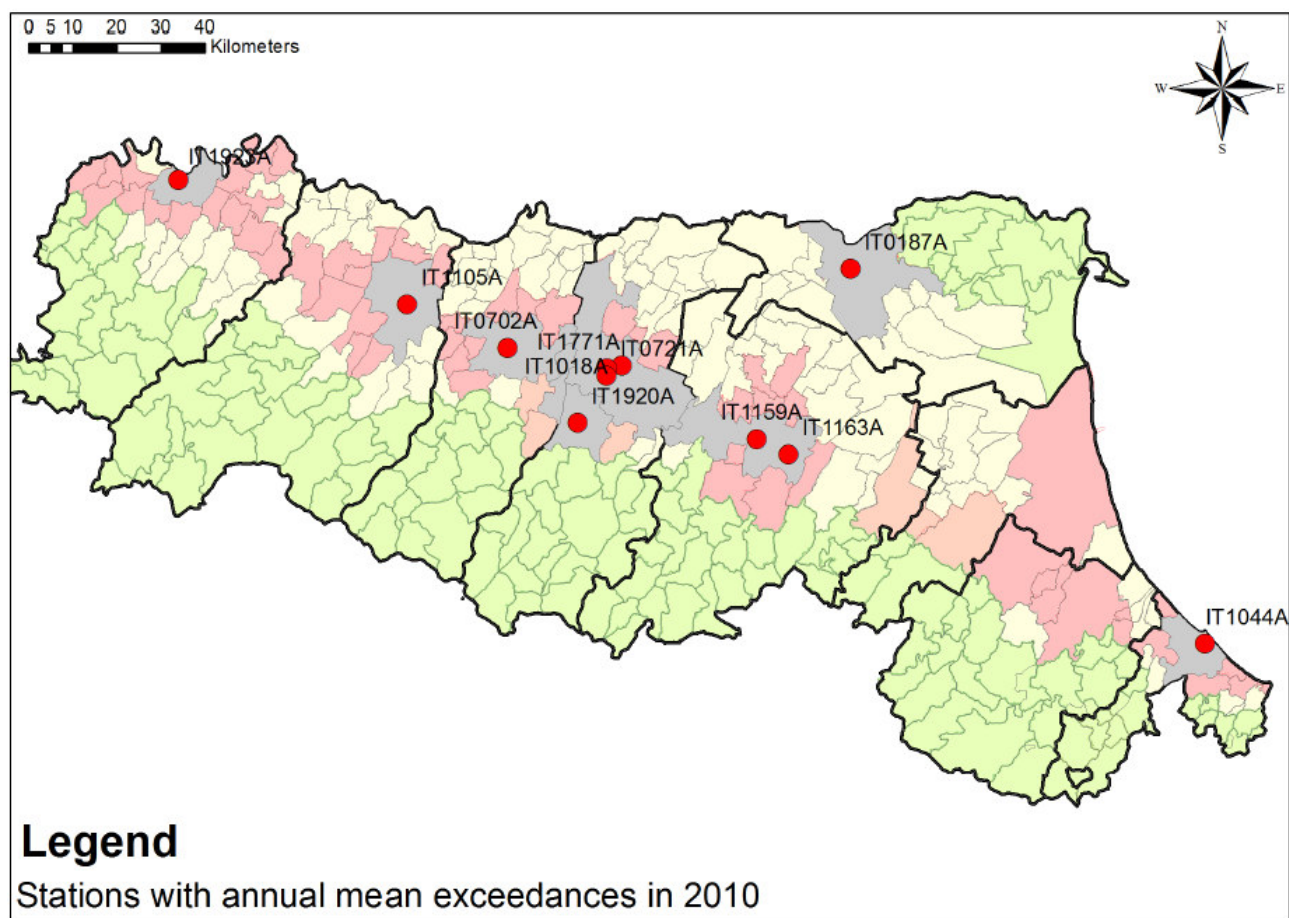 0 5 10 20 30 40
Kilometers
N
W E
S
IT1923A
IT0187A
IT1105A
IT0702A
IT1771A
IT0721A
IT1018A
IT1920A
IT1159A
IT1163A
IT1044A
Legend
Stations with annual mean exceedances in 2010